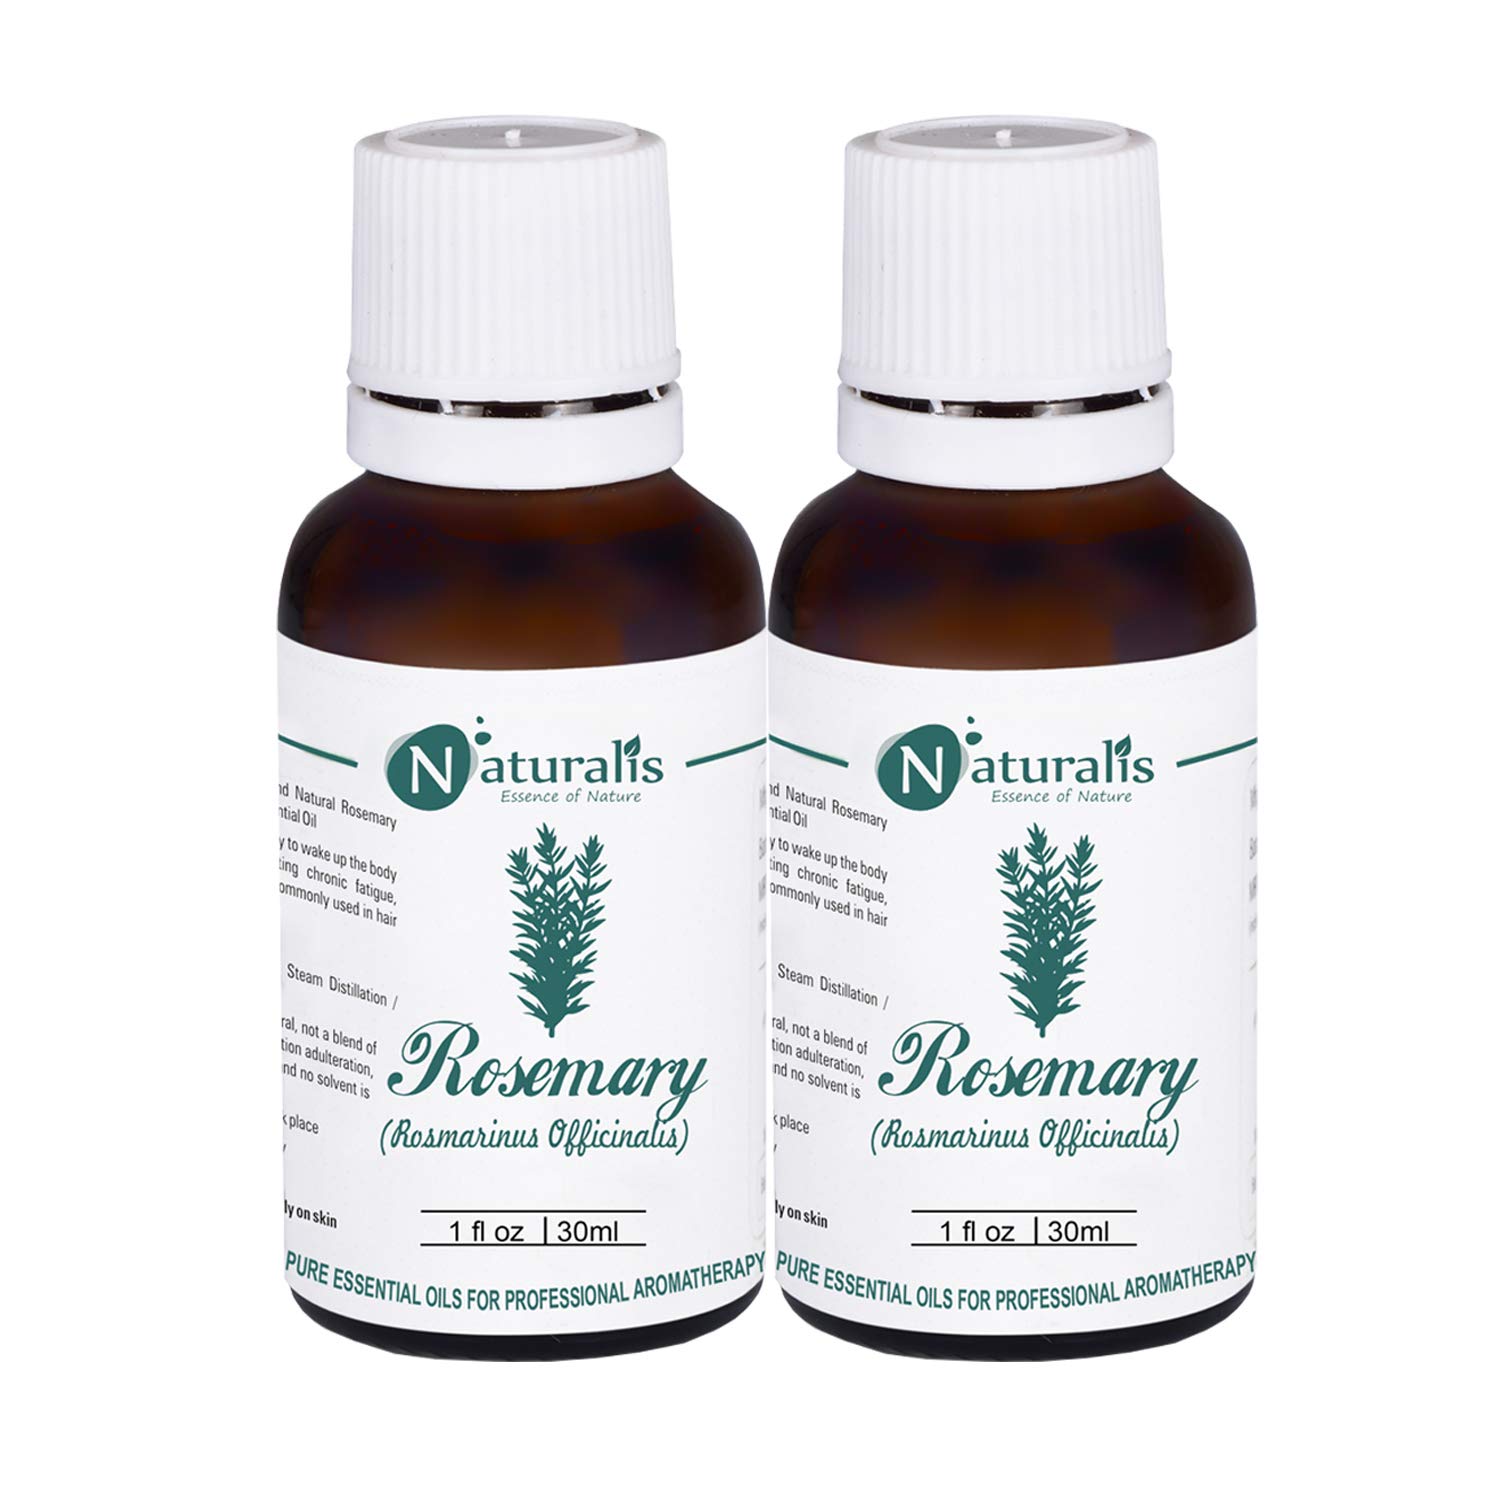 Naturalis
Essence of Nature
nd Natural Rosemary
ntial Oil
y to wake up the body
ting chronic fatigue,
ommonly used in hair
Steam Distillation /
ral, not a blend of
tion adulteration,
nd no solvent is
place
ly on skin
Rosemary
(Rosmarinus Officinalis)
1 fl oz | 30ml
PURE ESSENTIAL OILS FOR PROFESSIONAL AROMATHERAPY
Naturalis
Essence of Nature
nd Natural Rosemary
ntial Oil
y to wake up the body
ting chronic fatigue,
ommonly used in hair
Steam Distillation /
ral, not a blend of
tion adulteration,
nd no solvent is
place
ly on skin
Rosemary
(Rosmarinus Officinalis)
1 fl oz | 30ml
PURE ESSENTIAL OILS FOR PROFESSIONAL AROMATHERAPY